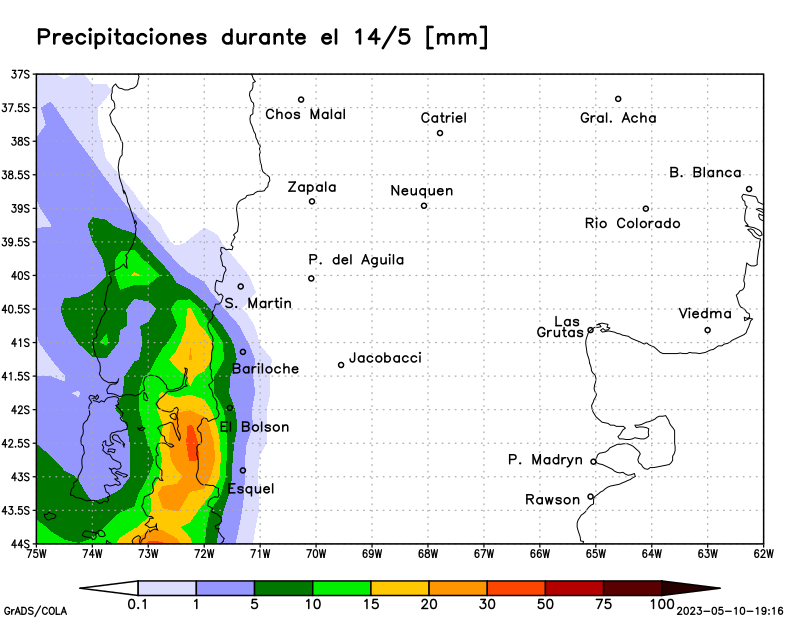 Precipitaciones durante el 14/5 [mm]
37S
37.5S
Chos Malal
Catriel
Gral. Acha
38S
38.5S
B. Blanca
Zapala
Neuquen
39S
Rio Colorado
39.5S
P. del Aguila
40S
S. Martin
40.5S
Viedma
Las
Grutas
41S
Bariloche
Jacobacci
41.5S
42S
El Bolson
42.5S
P. Madryn
43S
Esquel
Rawson
43.5S
44S
75W 74W 73W 72W 71W 70W 69W 68W 67W 66W 65W 64W 63W 62W
0.1 1 5 10 15 20 30 50 75 100
GrADS/COLA
2023-05-10-19:16